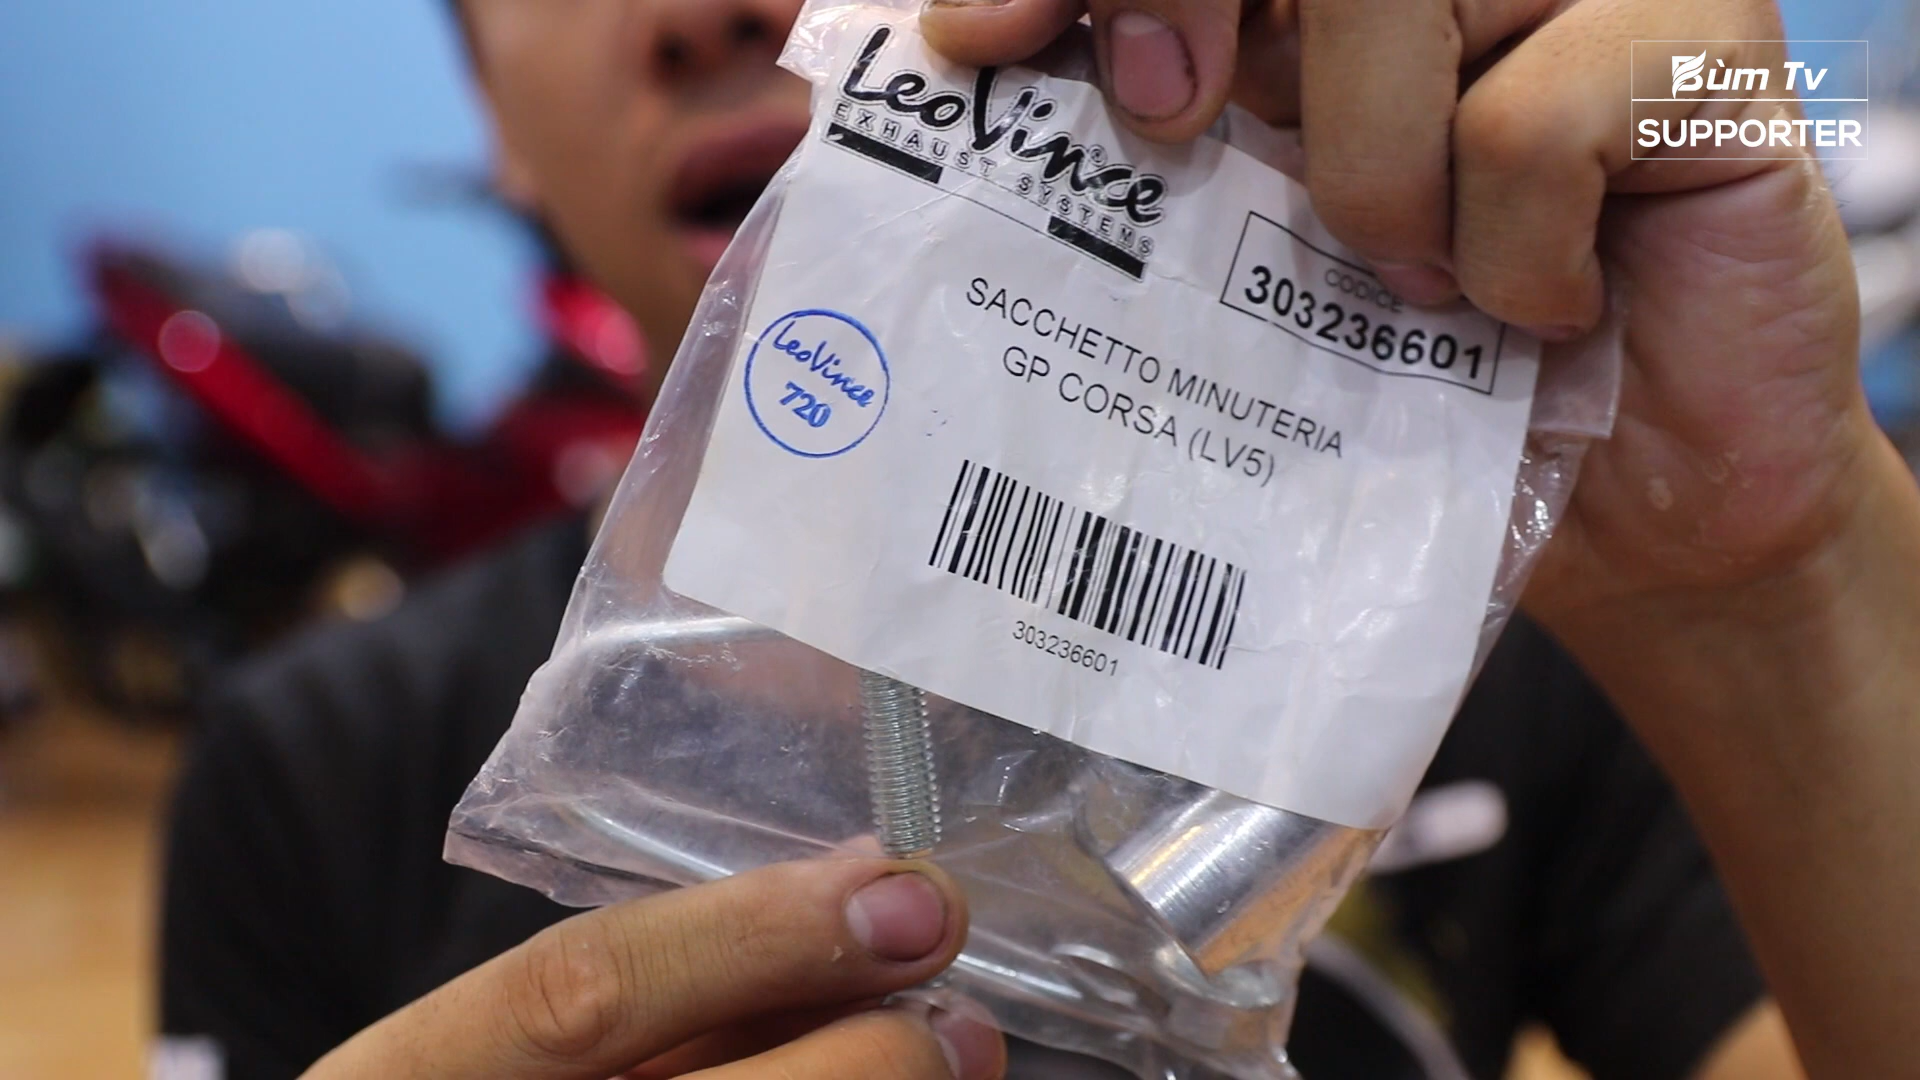 LeoVince®
EXHAUST SYSTEMS
Bùm Tv
SUPPORTER
CODICE
303236601
SACCHETTO MINUTERIA
GP CORSA (LV5)
LeoVince
720
303236601